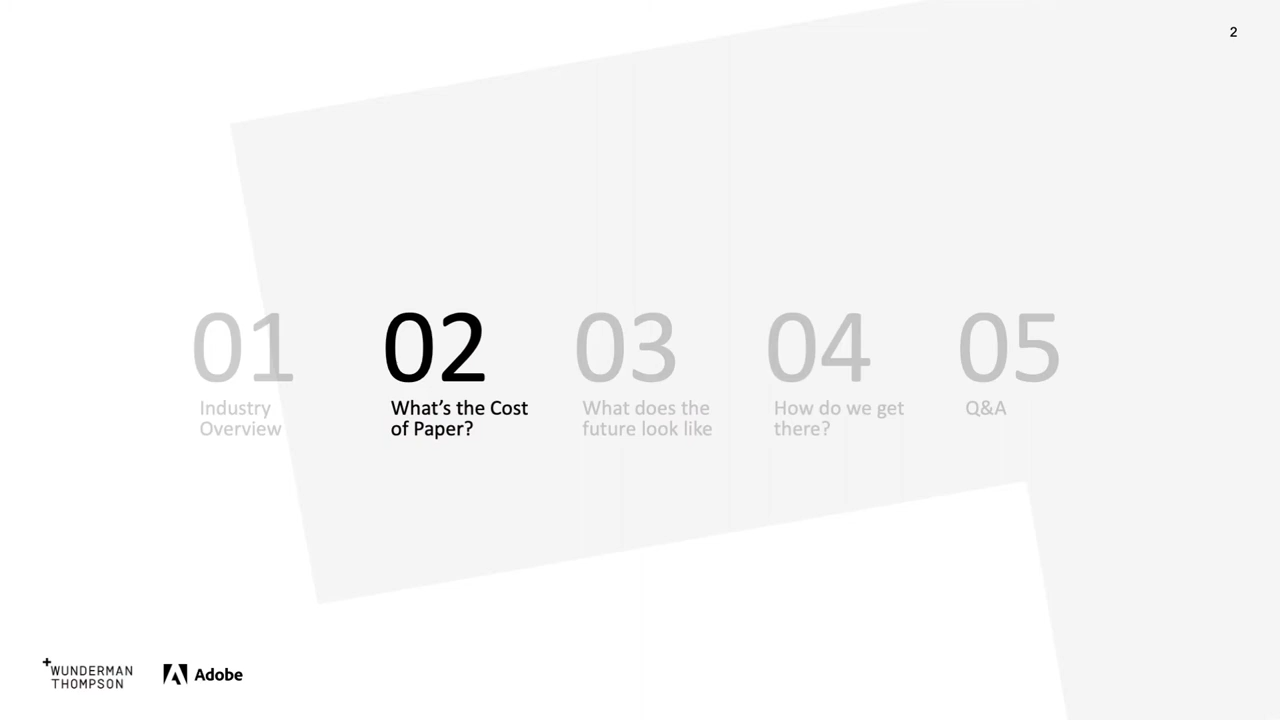 2
01
Industry
Overview
02
What's the Cost
of Paper?
03
What does the
future look like
04
How do we get
there?
05
Q&A
+WUNDERMAN
THOMPSON
Adobe